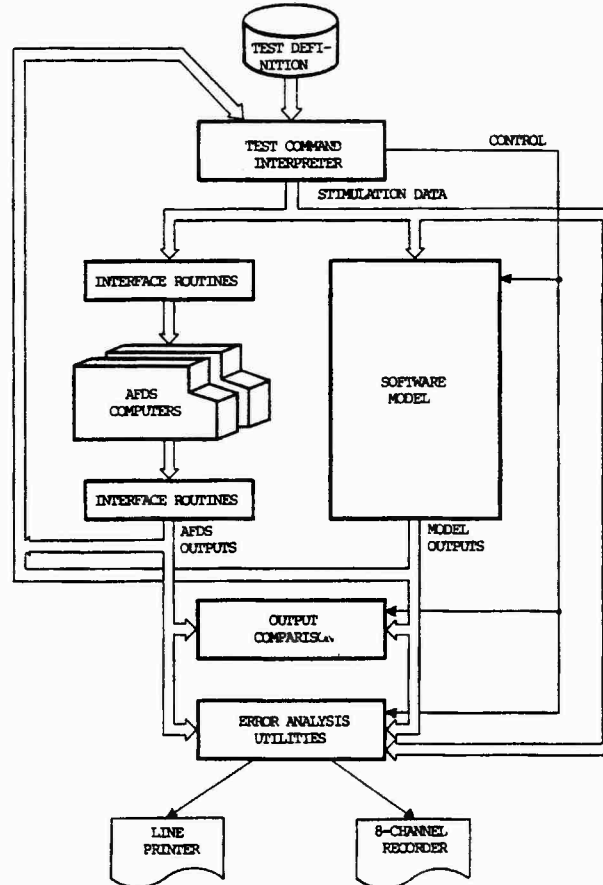 TEST DEFI-
NITION
TEST COMMAND
INTERPRETER
CONTROL
STIMULATION DATA
INTERFACE ROUTINES
AFDS
COMPUTERS
SOFTWARE
MODEL
INTERFACE ROUTINES
AFDS
OUTPUTS
MODEL
OUTPUTS
OUTPUT
COMPARISON
ERROR ANALYSIS
UTILITIES
LINE
PRINTER
8-CHANNEL
RECORDER